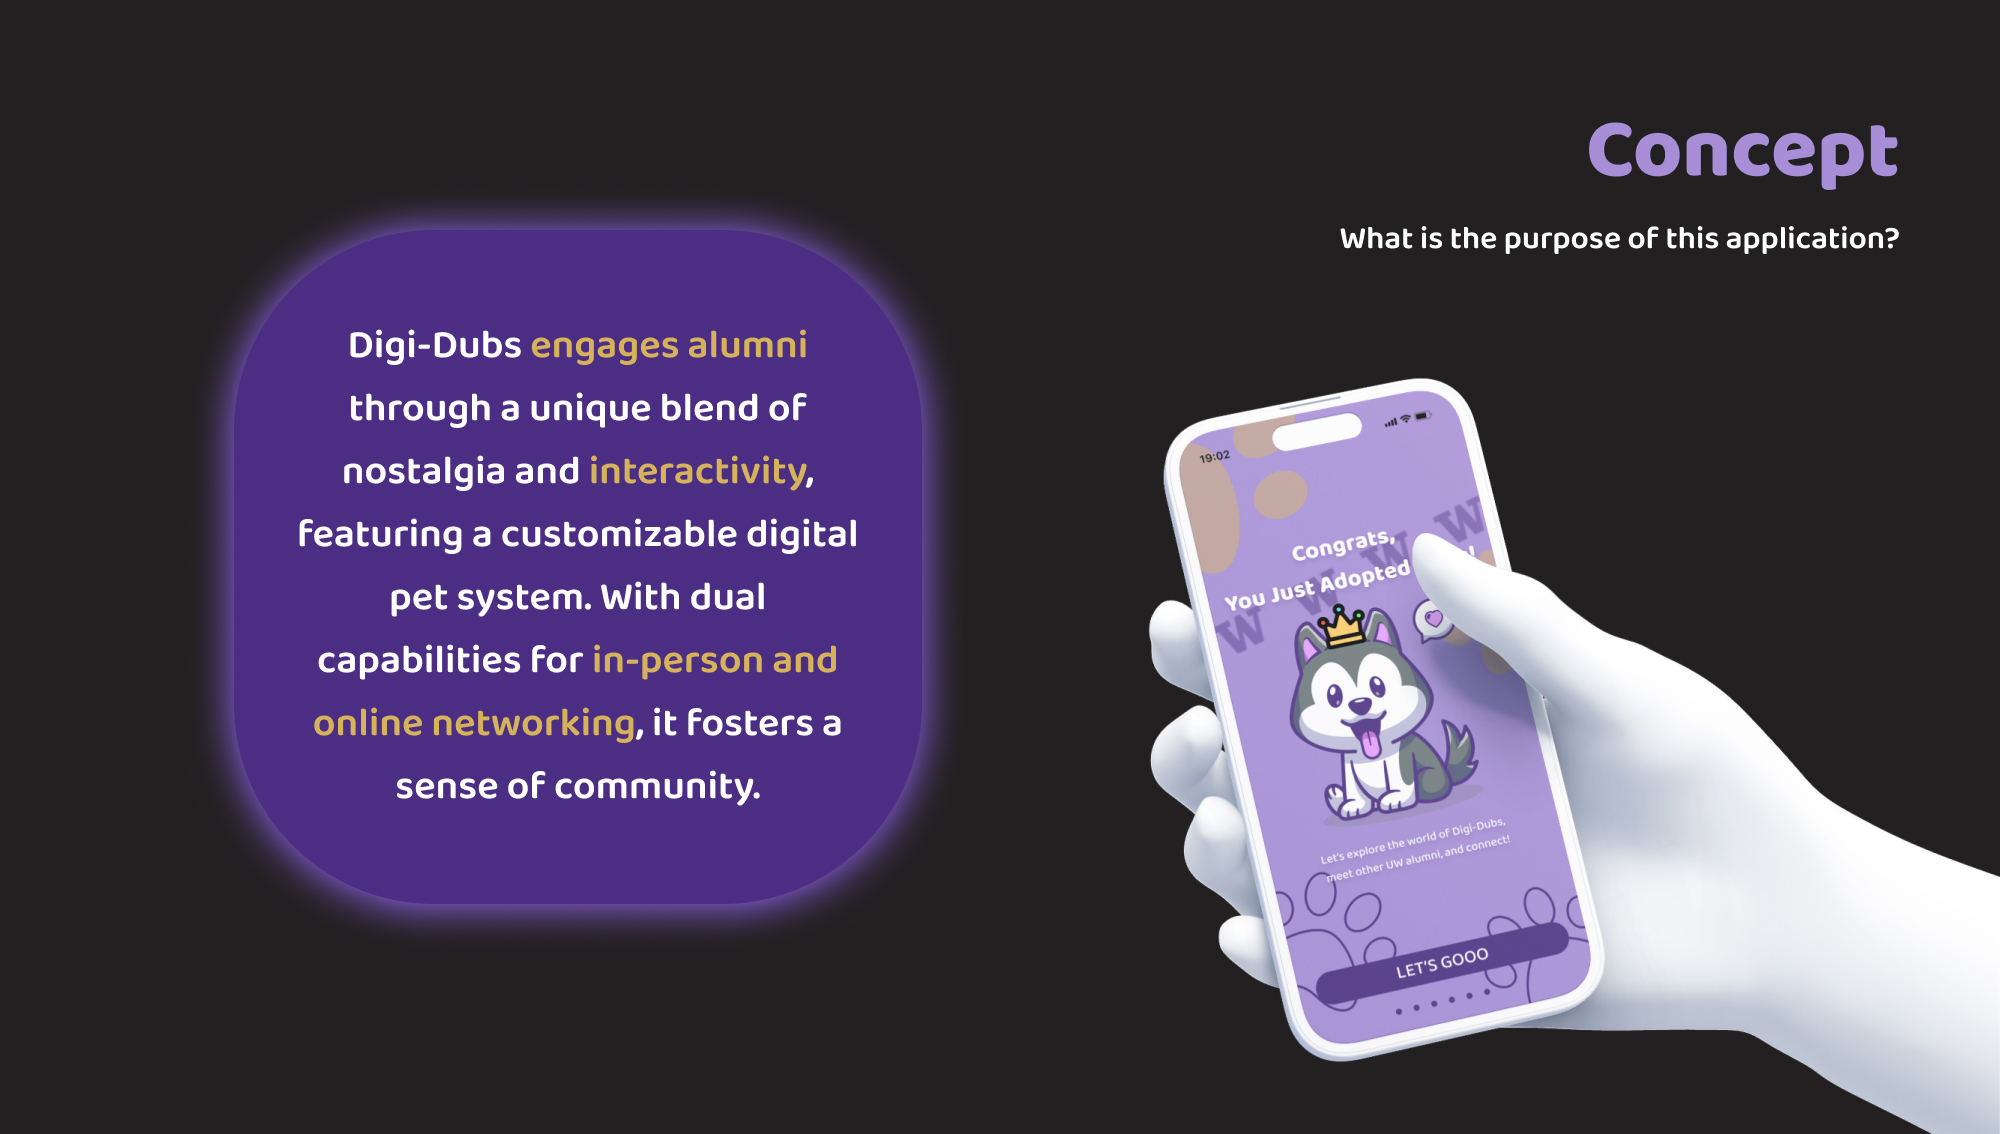 Concept
What is the purpose of this application?
Digi-Dubs engages alumni
through a unique blend of
nostalgia and interactivity,
featuring a customizable digital
pet system. With dual
capabilities for in-person and
online networking, it fosters a
sense of community.
19:02
W W W W
Congrats,
You Just Adopted
Let's explore the world of Digi-Dubs,
meet other UW alumni, and connect!
LET'S GOOO